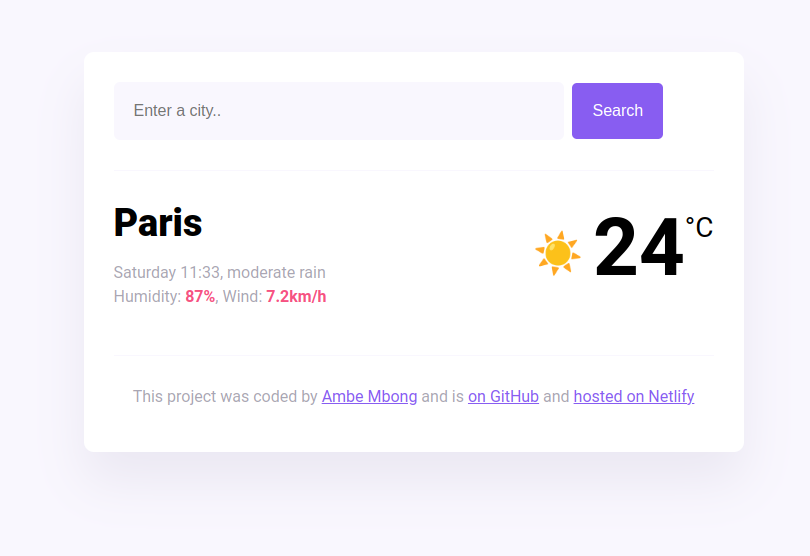 Enter a city..
Search
Paris
24°C
Saturday 11:33, moderate rain
Humidity: 87%, Wind: 7.2km/h
This project was coded by Ambe Mbong and is on GitHub and hosted on Netlify